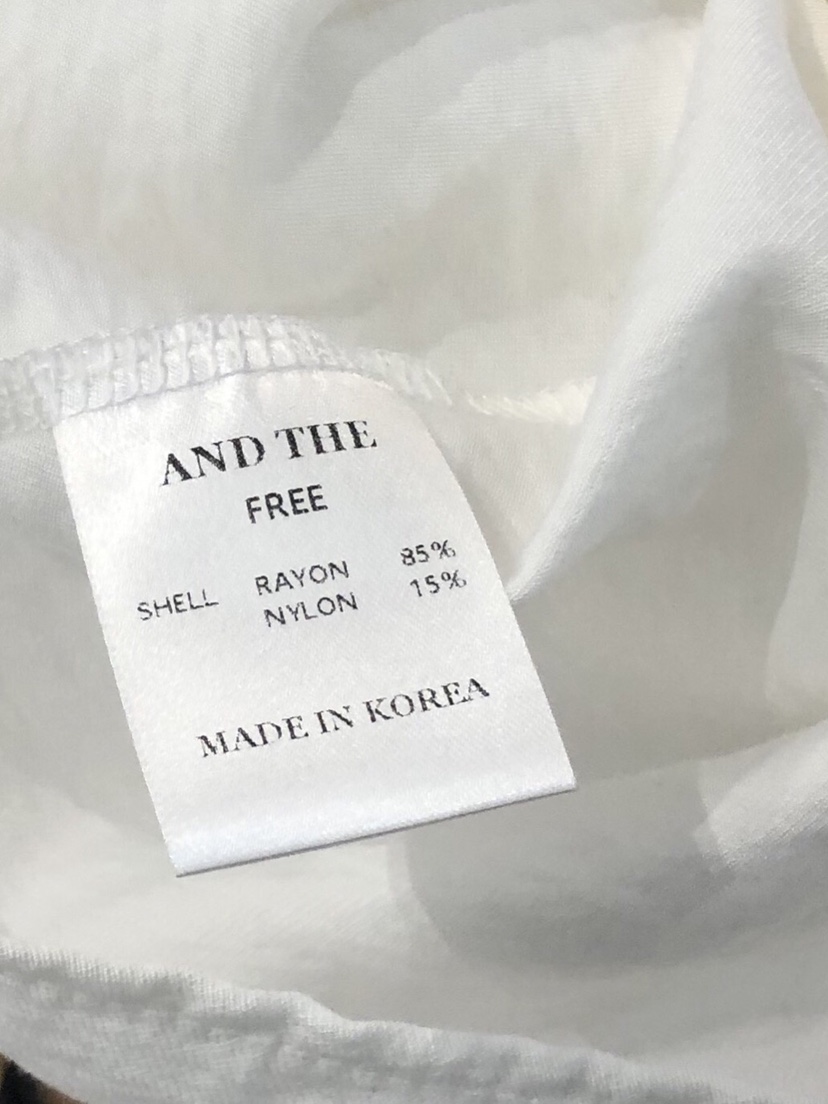 AND THE
FREE
SHELL RAYON 85%
NYLON 15%
MADE IN KOREA